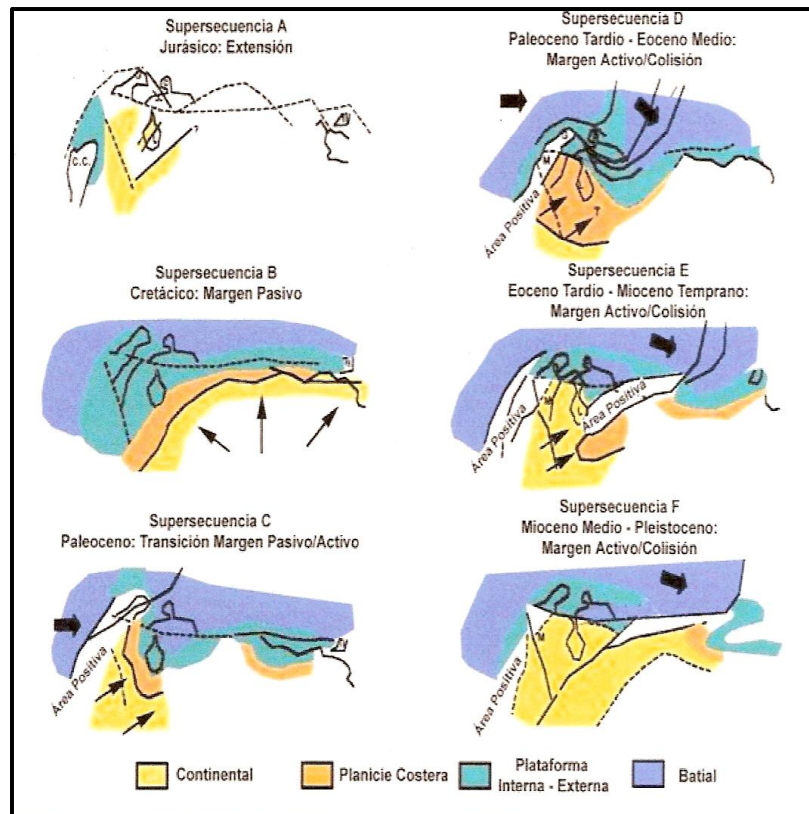 Supersecuencia A
Jurásico: Extensión
C.C.
?
Supersecuencia B
Cretácico: Margen Pasivo
Supersecuencia C
Paleoceno: Transición Margen Pasivo/Activo
Área Positiva
Supersecuencia D
Paleoceno Tardio - Eoceno Medio:
Margen Activo/Colisión
M
Área Positiva
?
Supersecuencia E
Eoceno Tardio - Mioceno Temprano:
Margen Activo/Colisión
M
Área Positiva
Área Positiva
Supersecuencia F
Mioceno Medio - Pleistoceno:
Margen Activo/Colisión
M
Área Positiva
Continental
Planicie Costera
Plataforma
Interna - Externa
Batial